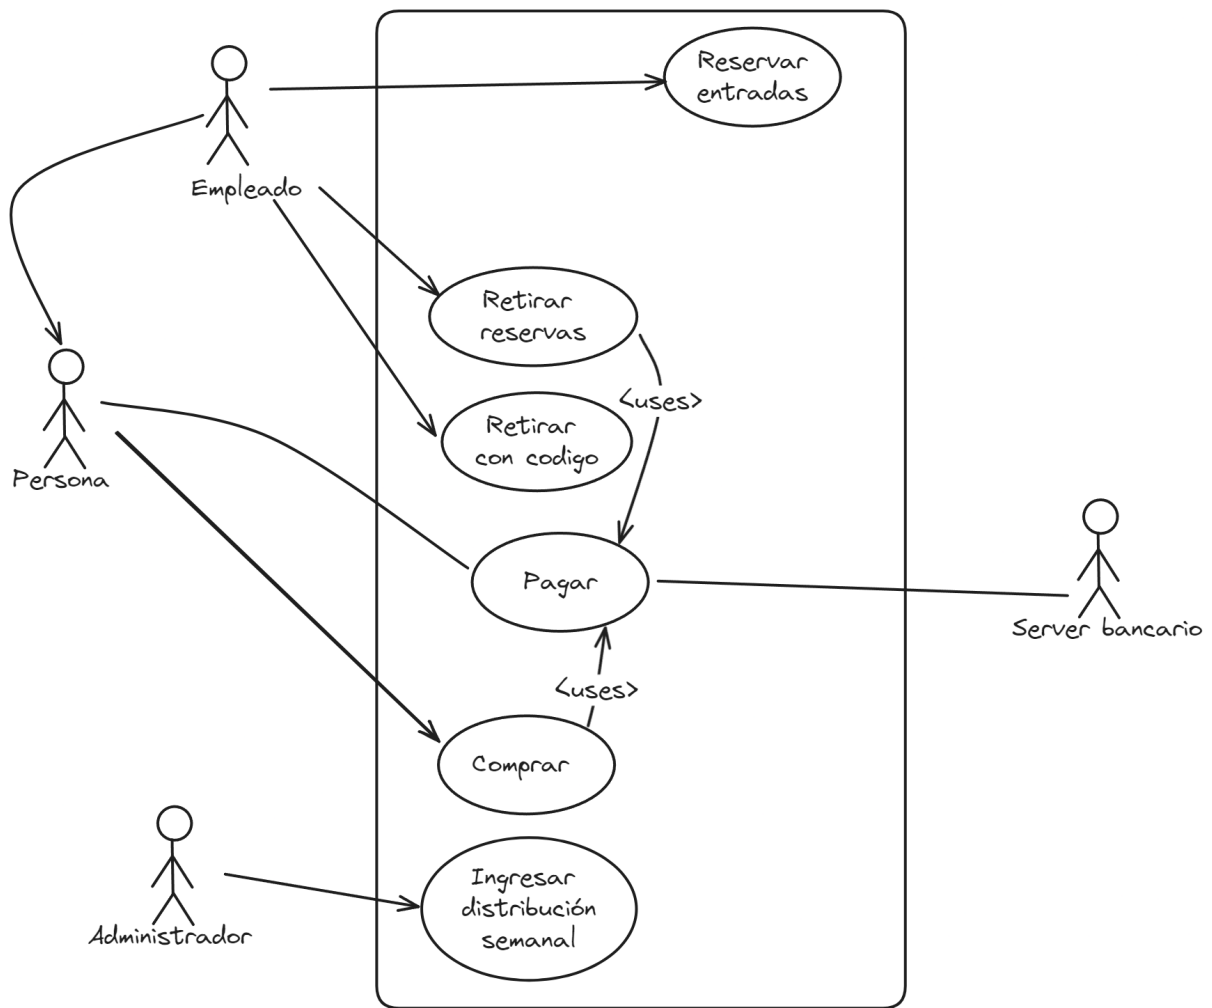 Reservar
entradas
Empleado
Retirar
reservas
<uses>
Retirar
con codigo
Persona
Pagar
Server bancario
<uses>
Comprar
Ingresar
distribución
semanal
Administrador